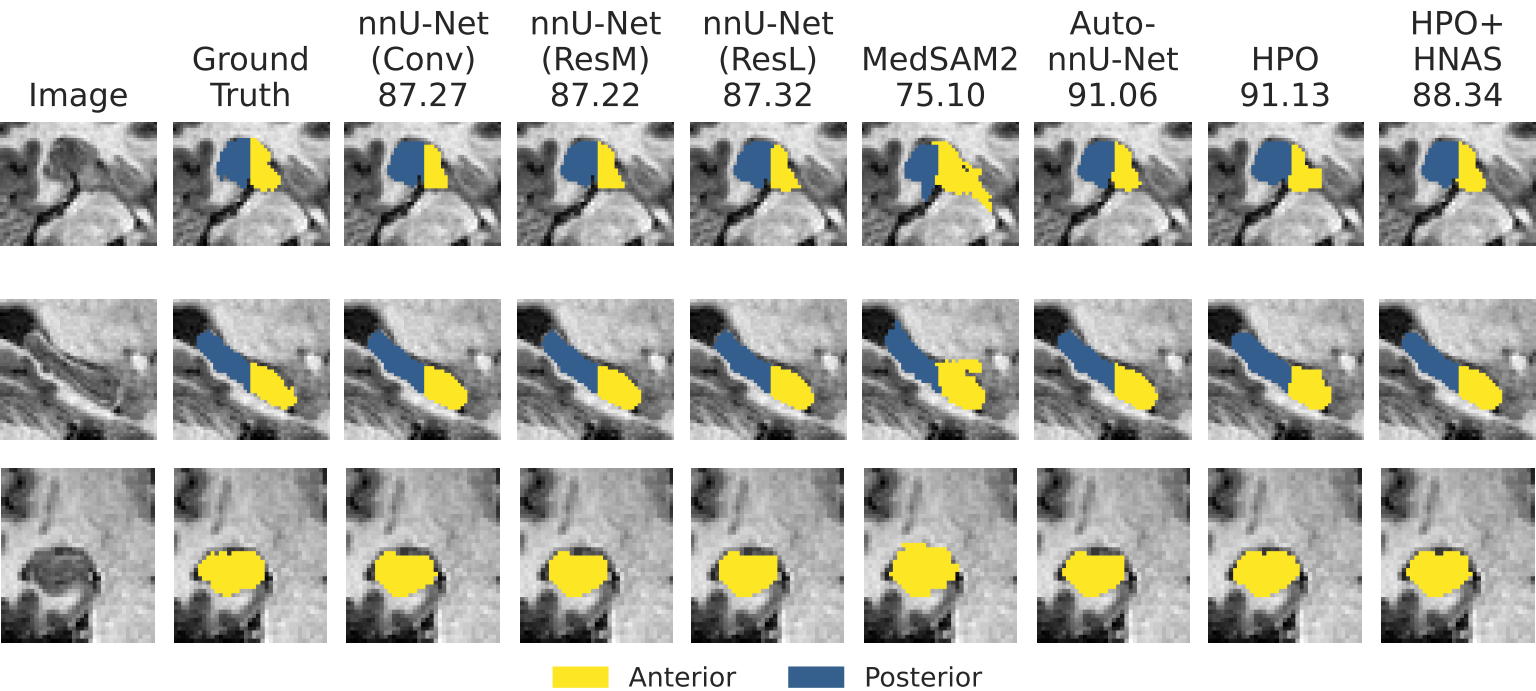 Image
Ground
Truth
nnU-Net
(Conv)
87.27
nnU-Net
(ResM)
87.22
nnU-Net
(ResL)
87.32
MedSAM2
75.10
Auto-
nnU-Net
91.06
HPO
91.13
HPO+
HNAS
88.34
Anterior
Posterior